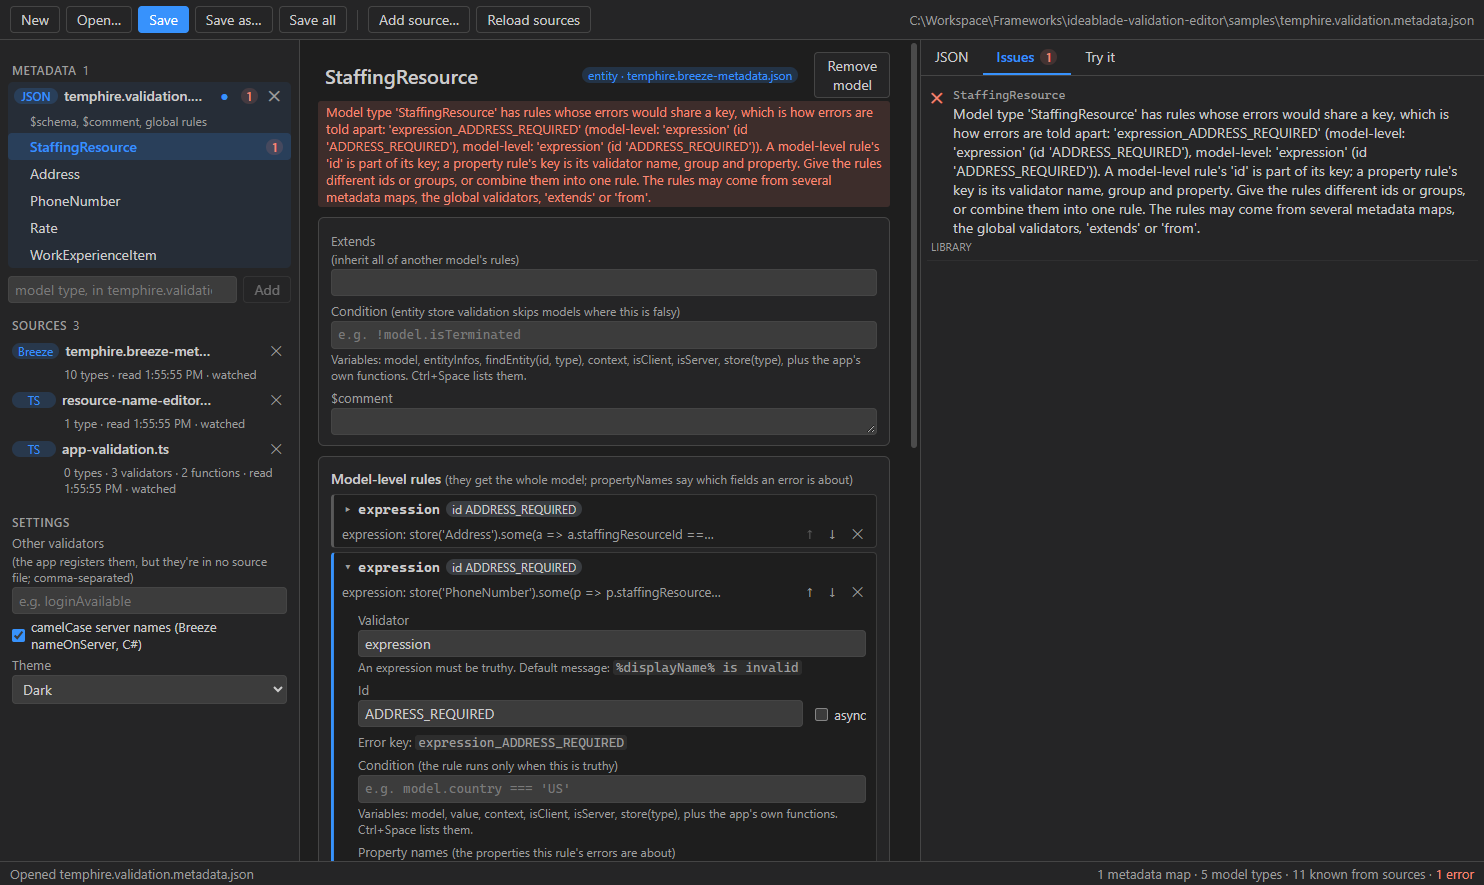 New Open... Save Save as... Save all Add source... Reload sources C:\Workspace\Frameworks\ideablade-validation-editor\samples\temphire.validation.metadata.json
METADATA 1
JSON temphire.validation.... 1
$schema, $comment, global rules
StaffingResource 1
Address
PhoneNumber
Rate
WorkExperienceItem
model type, in temphire.validati Add
SOURCES 3
Breeze temphire.breeze-met...
10 types · read 1:55:55 PM · watched
TS resource-name-editor...
1 type · read 1:55:55 PM · watched
TS app-validation.ts
0 types · 3 validators · 2 functions · read
1:55:55 PM · watched
SETTINGS
Other validators
(the app registers them, but they're in no source
file; comma-separated)
e.g. loginAvailable
camelCase server names (Breeze
nameOnServer, C#)
Theme
Dark
StaffingResource entity · temphire.breeze-metadata.json Remove
model
Model type 'StaffingResource' has rules whose errors would share a key, which is how errors are
told apart: 'expression_ADDRESS_REQUIRED' (model-level: 'expression' (id
'ADDRESS_REQUIRED'), model-level: 'expression' (id 'ADDRESS_REQUIRED')). A model-level rule's
'id' is part of its key; a property rule's key is its validator name, group and property. Give the rules
different ids or groups, or combine them into one rule. The rules may come from several
metadata maps, the global validators, 'extends' or 'from'.
Extends
(inherit all of another model's rules)
Condition (entity store validation skips models where this is falsy)
e.g. !model.isTerminated
Variables: model, entityInfos, findEntity(id, type), context, isClient, isServer, store(type), plus the app's
own functions. Ctrl+Space lists them.
$comment
Model-level rules (they get the whole model; propertyNames say which fields an error is about)
expression id ADDRESS_REQUIRED
expression: store('Address').some(a => a.staffingResourceId ==... ↑ ↓
expression id ADDRESS_REQUIRED
expression: store('PhoneNumber').some(p => p.staffingResource... ↑ ↓
Validator
expression
An expression must be truthy. Default message: %displayName% is invalid
Id
ADDRESS_REQUIRED async
Error key: expression_ADDRESS_REQUIRED
Condition (the rule runs only when this is truthy)
e.g. model.country === 'US'
Variables: model, value, context, isClient, isServer, store(type), plus the app's own functions.
Ctrl+Space lists them.
Property names (the properties this rule's errors are about)
JSON Issues 1 Try it
StaffingResource
Model type 'StaffingResource' has rules whose errors would share a key, which is
how errors are told apart: 'expression_ADDRESS_REQUIRED' (model-level:
'expression' (id 'ADDRESS_REQUIRED'), model-level: 'expression' (id
'ADDRESS_REQUIRED')). A model-level rule's 'id' is part of its key; a property rule's
key is its validator name, group and property. Give the rules different ids or groups,
or combine them into one rule. The rules may come from several metadata maps,
the global validators, 'extends' or 'from'.
LIBRARY
Opened temphire.validation.metadata.json 1 metadata map · 5 model types · 11 known from sources · 1 error